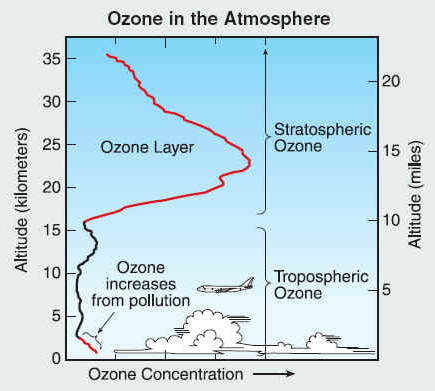 Ozone in the Atmosphere
Altitude (kilometers)
35
30
25
20
15
10
5
0
Ozone Layer
Ozone
increases
from pollution
Stratospheric
Ozone
Tropospheric
Ozone
20
15
10
5
Altitude (miles)
Ozone Concentration